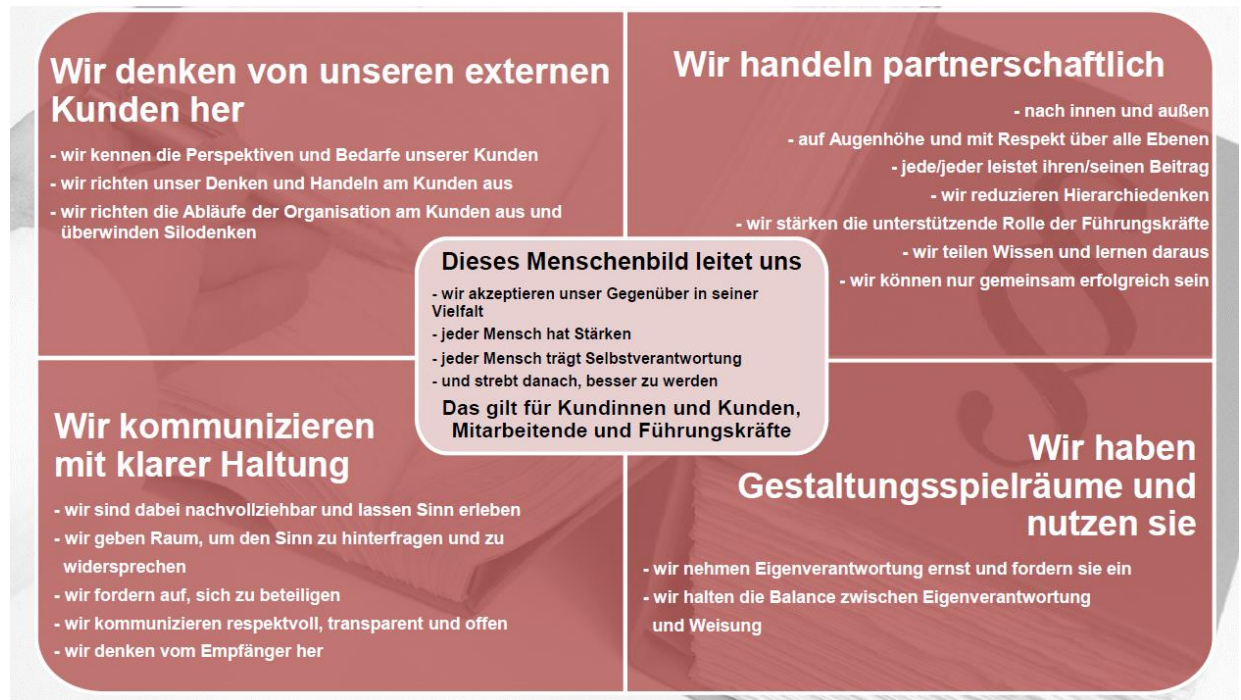 Wir denken von unseren externen
Kunden her
- wir kennen die Perspektiven und Bedarfe unserer Kunden
- wir richten unser Denken und Handeln am Kunden aus
- wir richten die Abläufe der Organisation am Kunden aus und
überwinden Silodenken
Wir handeln partnerschaftlich
- nach innen und außen
- auf Augenhöhe und mit Respekt über alle Ebenen
- jede/jeder leistet ihren/seinen Beitrag
- wir reduzieren Hierarchiedenken
- wir stärken die unterstützende Rolle der Führungskräfte
- wir teilen Wissen und lernen daraus
- wir können nur gemeinsam erfolgreich sein
Dieses Menschenbild leitet uns
- wir akzeptieren unser Gegenüber in seiner
Vielfalt
- jeder Mensch hat Stärken
- jeder Mensch trägt Selbstverantwortung
- und strebt danach, besser zu werden
Das gilt für Kundinnen und Kunden,
Mitarbeitende und Führungskräfte
Wir kommunizieren
mit klarer Haltung
- wir sind dabei nachvollziehbar und lassen Sinn erleben
- wir geben Raum, um den Sinn zu hinterfragen und zu
widersprechen
- wir fordern auf, sich zu beteiligen
- wir kommunizieren respektvoll, transparent und offen
- wir denken vom Empfänger her
Wir haben
Gestaltungsspielräume und
nutzen sie
- wir nehmen Eigenverantwortung ernst und fordern sie ein
- wir halten die Balance zwischen Eigenverantwortung
und Weisung